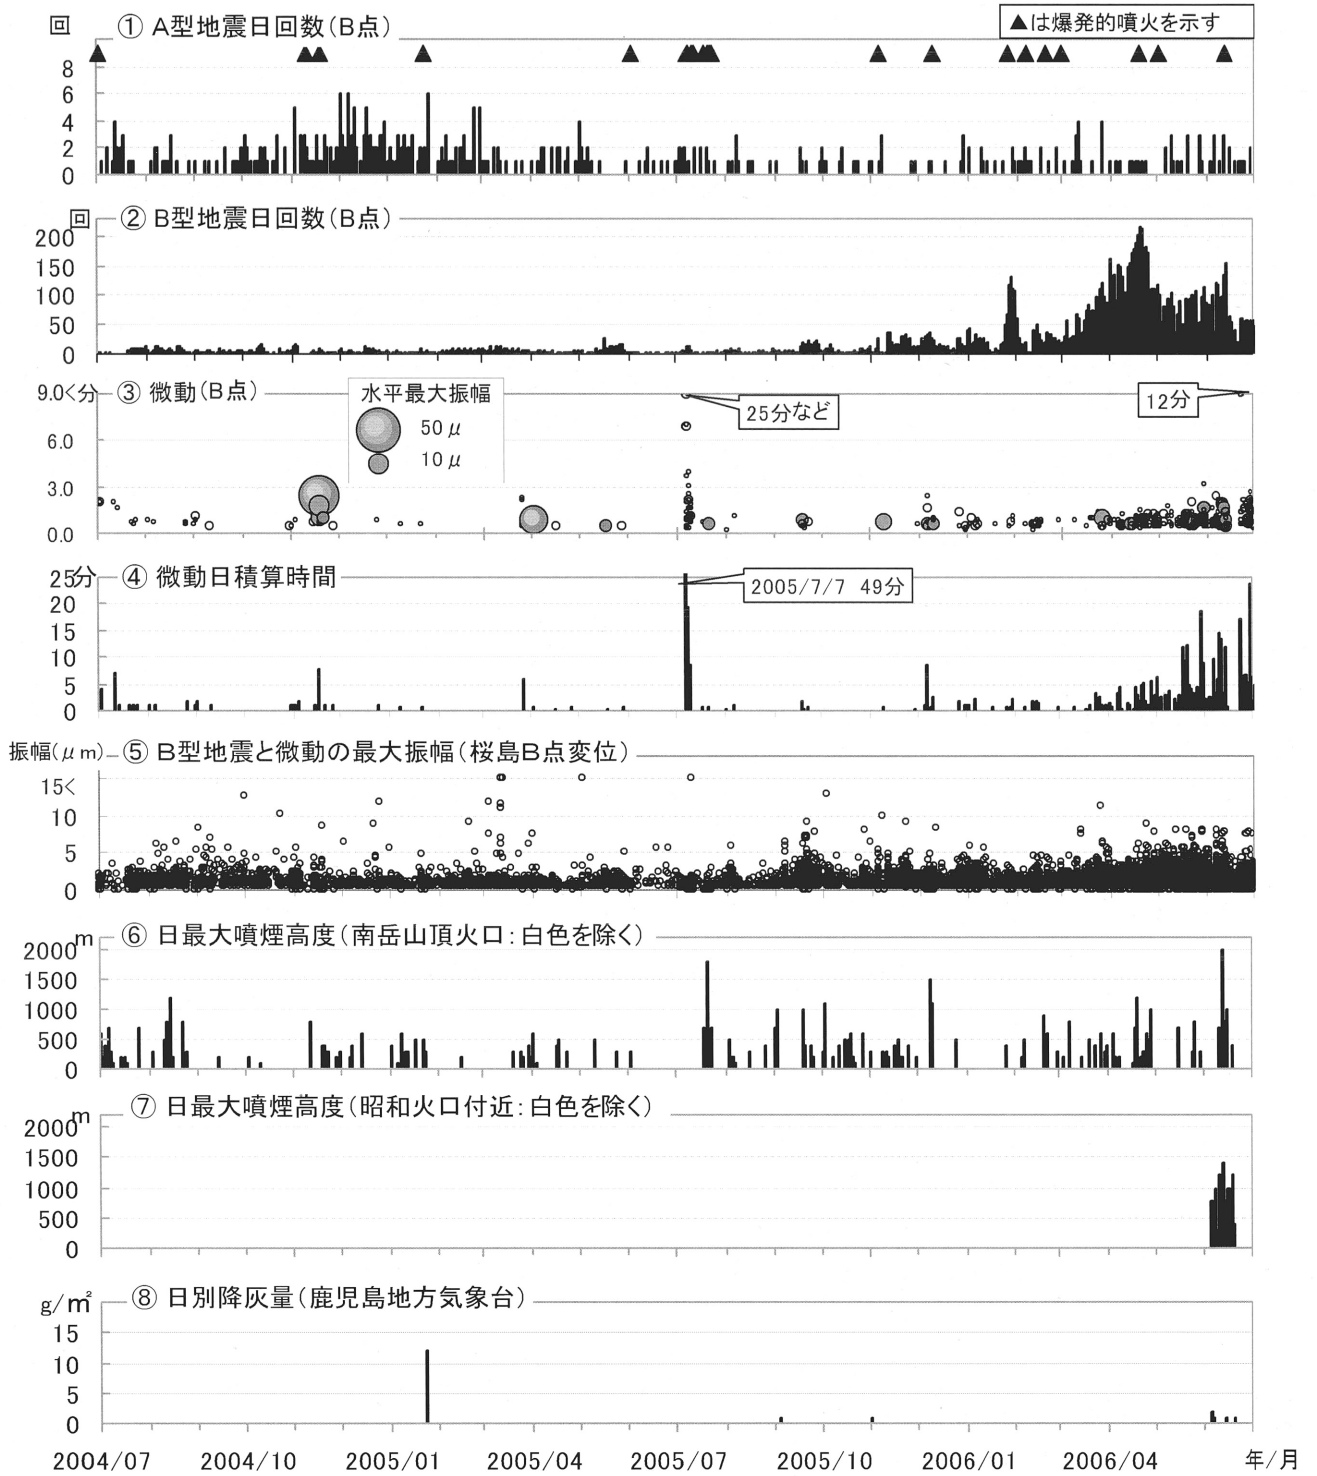 ▲は爆発的噴火を示す
回 ① A型地震日回数(B点)
8
6
4
2
0
回 ② B型地震日回数(B点)
200
150
100
50
0
9.0<分 ③ 微動(B点)
水平最大振幅
50μ
10μ
25分など
12分
6.0
3.0
0.0
25分 ④ 微動日積算時間
2005/7/7 49分
20
15
10
5
0
振幅(μm) ⑤ B型地震と微動の最大振幅(桜島B点変位)
15<
10
5
0
m ⑥ 日最大噴煙高度(南岳山頂火口:白色を除く)
2000
1500
1000
500
0
m ⑦ 日最大噴煙高度(昭和火口付近:白色を除く)
2000
1500
1000
500
0
g/㎡ ⑧ 日別降灰量(鹿児島地方気象台)
15
10
5
0
2004/07 2004/10 2005/01 2005/04 2005/07 2005/10 2006/01 2006/04 年/月